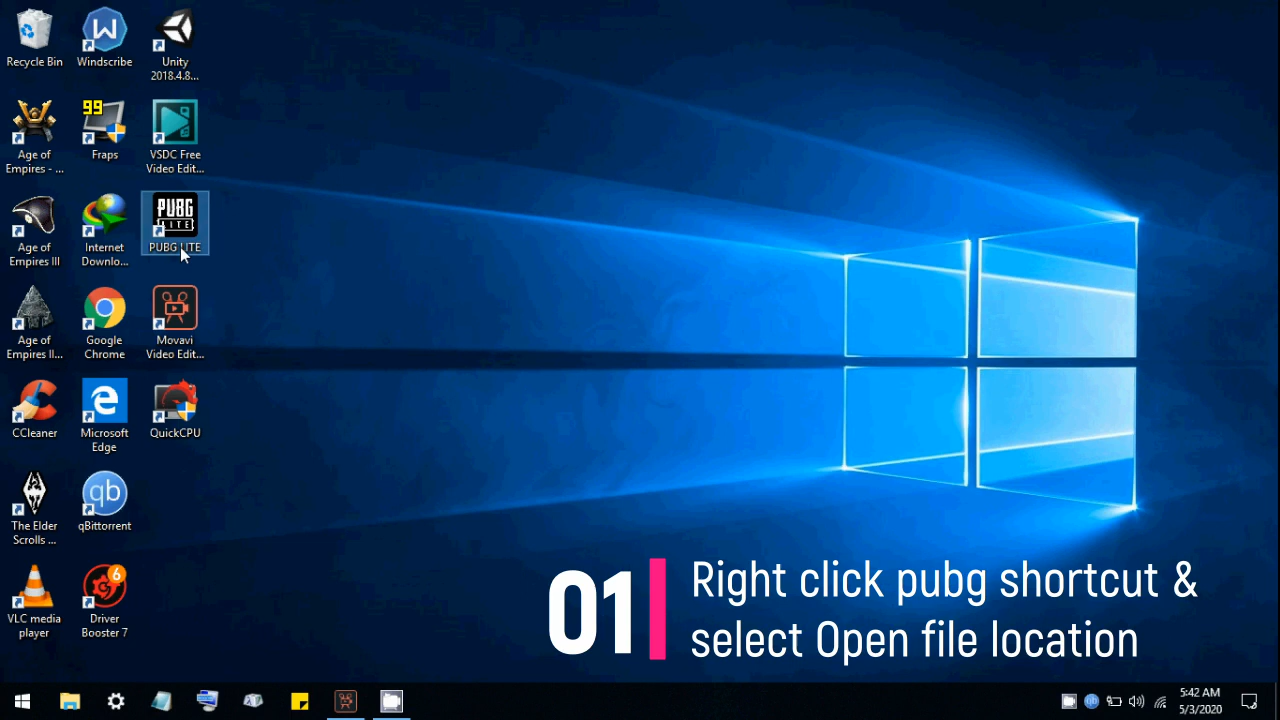 Recycle Bin
Windscribe
Unity
2018.4.8...
Age of
Empires - ...
99
Fraps
VSDC Free
Video Edit...
Age of
Empires III
Internet
Downlo...
PUBG
LITE
PUBG LITE
Age of
Empires II...
Google
Chrome
Movavi
Video Edit...
CCleaner
Microsoft
Edge
QuickCPU
The Elder
Scrolls ...
qb
qBittorrent
VLC media
player
6
Driver
Booster 7
01
Right click pubg shortcut &
select Open file location
5:42 AM
5/3/2020